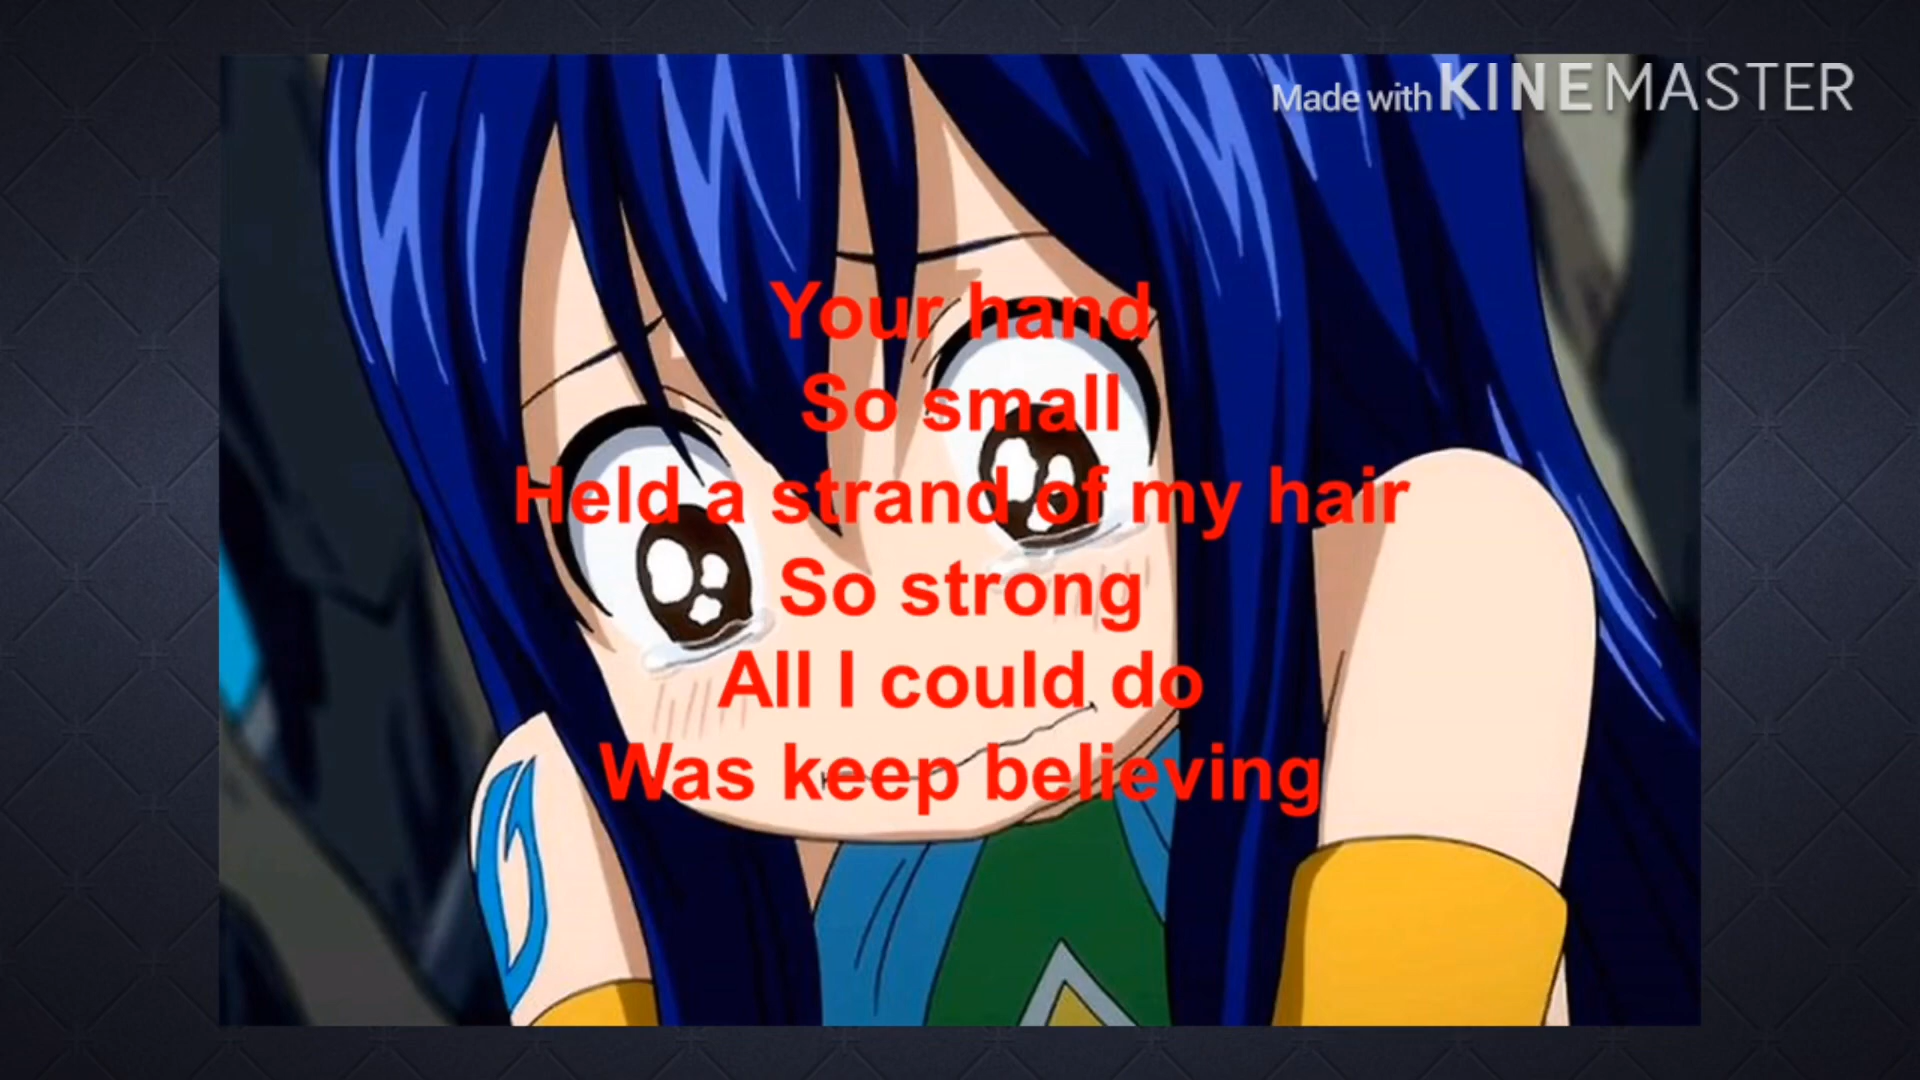 Made with KINEMASTER
Your hand
So small
Held a strand of my hair
So strong
All I could do
Was keep believing